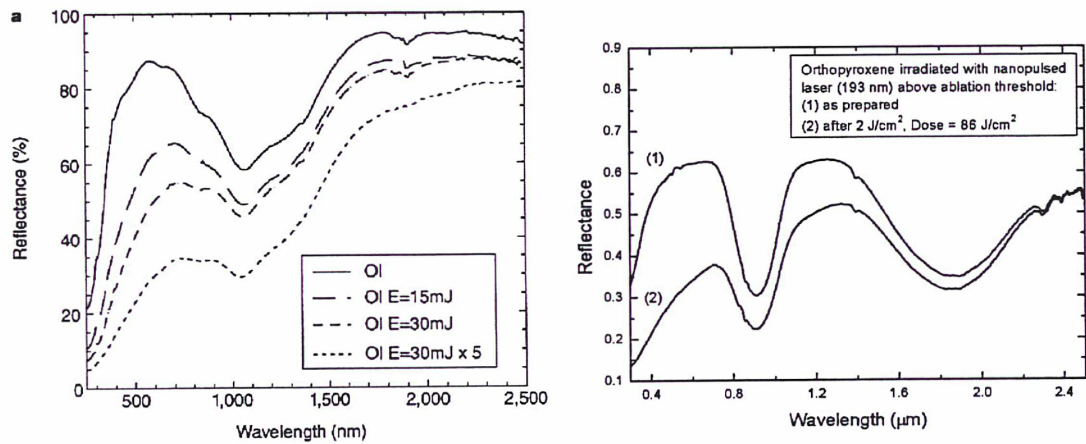 a
100
80
60
40
20
0
Reflectance (%)
Ol
Ol E=15mJ
Ol E=30mJ
Ol E=30mJ x 5
500
1,000
1,500
2,000
2,500
Wavelength (nm)
0.9
0.8
0.7
0.6
0.5
0.4
0.3
0.2
0.1
Reflectance
Orthopyroxene irradiated with nanopulsed
laser (193 nm) above ablation threshold:
(1) as prepared
(2) after 2 J/cm², Dose = 86 J/cm²
(1)
(2)
0.4
0.8
1.2
1.6
2.0
2.4
Wavelength (μm)